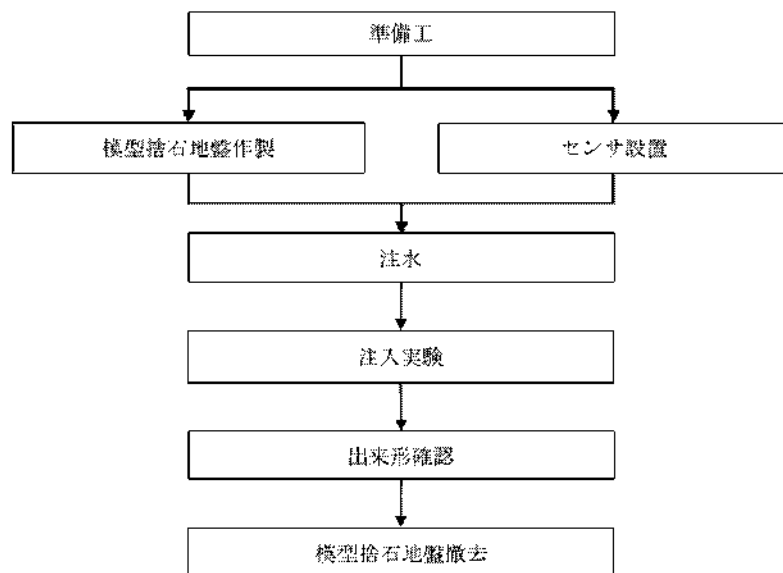 準備工
模型捨石地盤作製
センサ設置
注水
注入実験
出来形確認
模型捨石地盤撤去